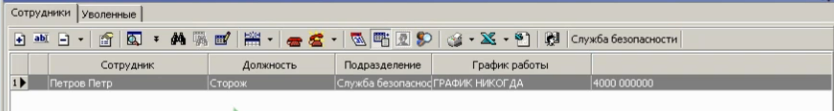 Сотрудники Уволенные
abl Служба безопасности
Сотрудник Должность Подразделение График работы
1 Петров Петр Сторож Служба безопаснос ГРАФИК НИКОГДА 4000 000000